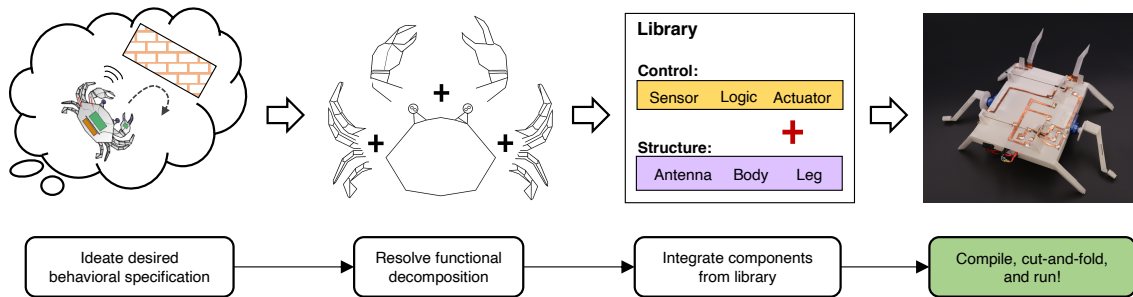 Library
Control:
Sensor Logic Actuator
+
Structure:
Antenna Body Leg
+
+ +
Ideate desired
behavioral specification
Resolve functional
decomposition
Integrate components
from library
Compile, cut-and-fold,
and run!